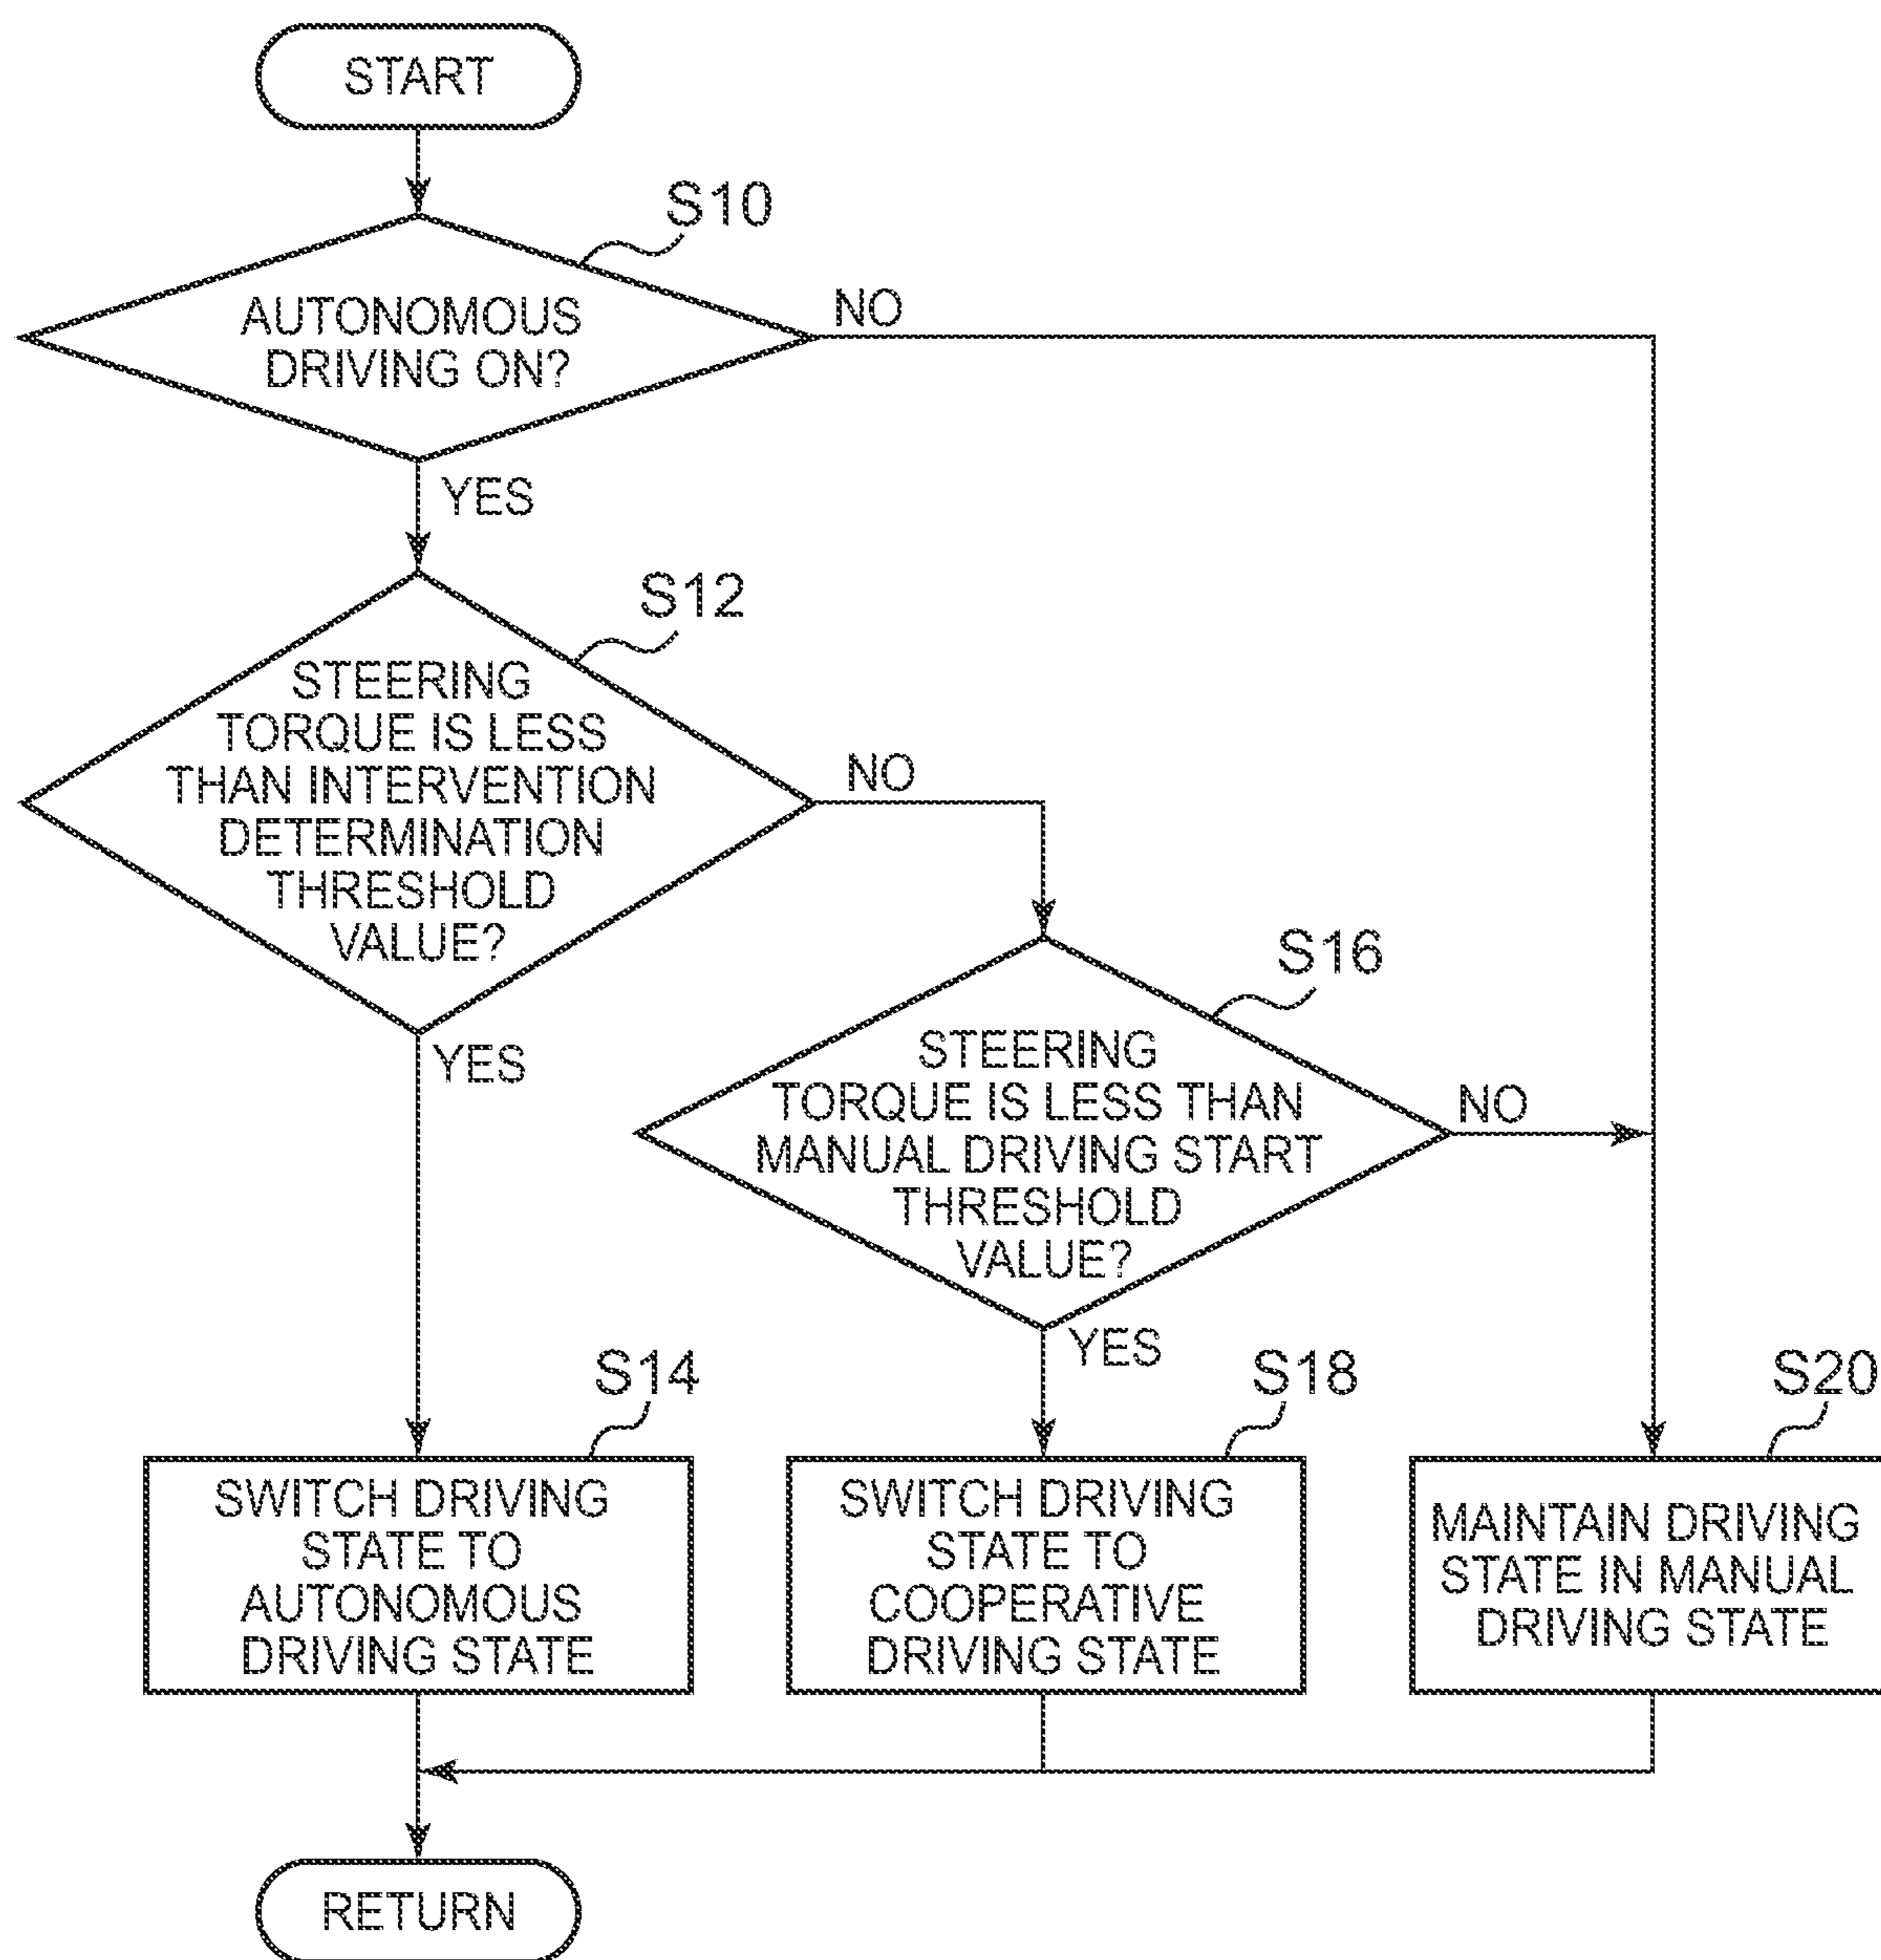 START
S10
AUTONOMOUS
DRIVING ON?
NO
YES
S12
STEERING
TORQUE IS LESS
THAN INTERVENTION
DETERMINATION
THRESHOLD
VALUE?
NO
YES
S16
STEERING
TORQUE IS LESS THAN
MANUAL DRIVING START
THRESHOLD
VALUE?
NO
YES
S14
SWITCH DRIVING
STATE TO
AUTONOMOUS
DRIVING STATE
S18
SWITCH DRIVING
STATE TO
COOPERATIVE
DRIVING STATE
S20
MAINTAIN DRIVING
STATE IN MANUAL
DRIVING STATE
RETURN